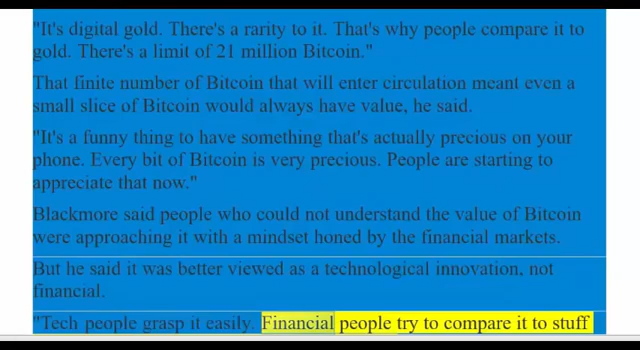 "It's digital gold. There's a rarity to it. That's why people compare it to
gold. There's a limit of 21 million Bitcoin."
That finite number of Bitcoin that will enter circulation meant even a
small slice of Bitcoin would always have value, he said.
"It's a funny thing to have something that's actually precious on your
phone. Every bit of Bitcoin is very precious. People are starting to
appreciate that now."
Blackmore said people who could not understand the value of Bitcoin
were approaching it with a mindset honed by the financial markets.
But he said it was better viewed as a technological innovation, not
financial.
"Tech people grasp it easily. Financial people try to compare it to stuff